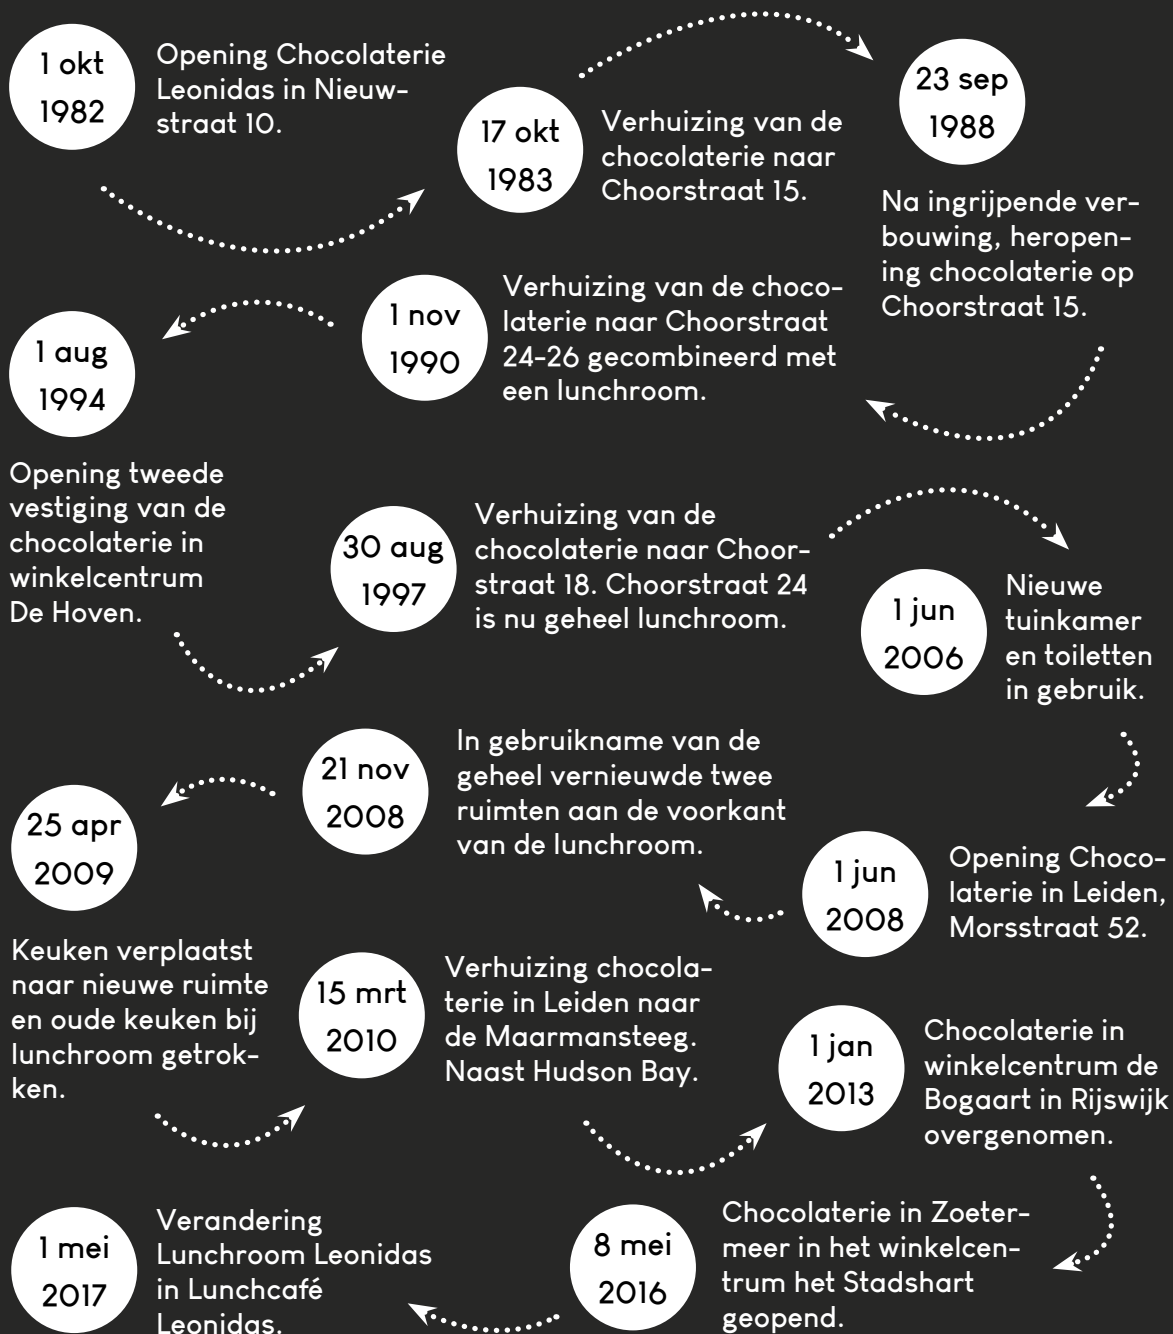 1 okt
1982
Opening Chocolaterie
Leonidas in Nieuw-
straat 10.
17 okt
1983
Verhuizing van de
chocolaterie naar
Choorstraat 15.
23 sep
1988
Na ingrijpende ver-
bouwing, heropen-
ing chocolaterie op
Choorstraat 15.
1 nov
1990
Verhuizing van de choco-
laterie naar Choorstraat
24-26 gecombineerd met
een lunchroom.
1 aug
1994
Opening tweede
vestiging van de
chocolaterie in
winkelcentrum
De Hoven.
30 aug
1997
Verhuizing van de
chocolaterie naar Choor-
straat 18. Choorstraat 24
is nu geheel lunchroom.
1 jun
2006
Nieuwe
tuinkamer
en toiletten
in gebruik.
1 jun
2008
Opening Choco-
laterie in Leiden,
Morsstraat 52.
21 nov
2008
In gebruikname van de
geheel vernieuwde twee
ruimten aan de voorkant
van de lunchroom.
25 apr
2009
Keuken verplaatst
naar nieuwe ruimte
en oude keuken bij
lunchroom getrok-
ken.
15 mrt
2010
Verhuizing chocola-
terie in Leiden naar
de Maarmansteeg.
Naast Hudson Bay.
1 jan
2013
Chocolaterie in
winkelcentrum de
Bogaart in Rijswijk
overgenomen.
8 mei
2016
Chocolaterie in Zoeter-
meer in het winkelcen-
trum het Stadshart
geopend.
1 mei
2017
Verandering
Lunchroom Leonidas
in Lunchcafé
Leonidas.